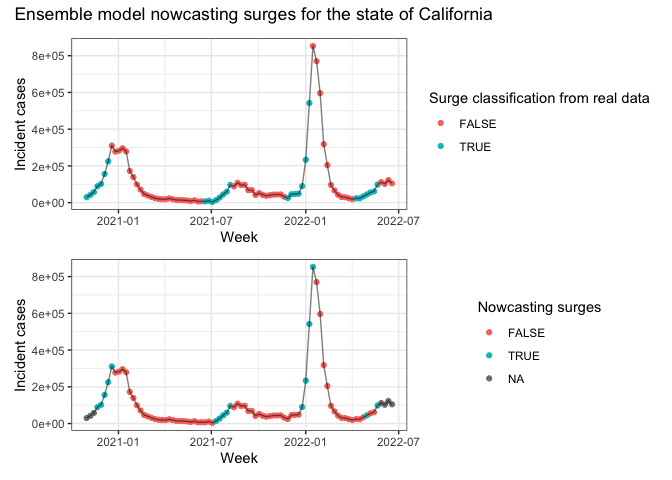 Ensemble model nowcasting surges for the state of California
8e+05
6e+05
4e+05
2e+05
0e+00
Incident cases
2021-01
2021-07
2022-01
2022-07
Week
Surge classification from real data
FALSE
TRUE
8e+05
6e+05
4e+05
2e+05
0e+00
Incident cases
2021-01
2021-07
2022-01
2022-07
Week
Nowcasting surges
FALSE
TRUE
NA